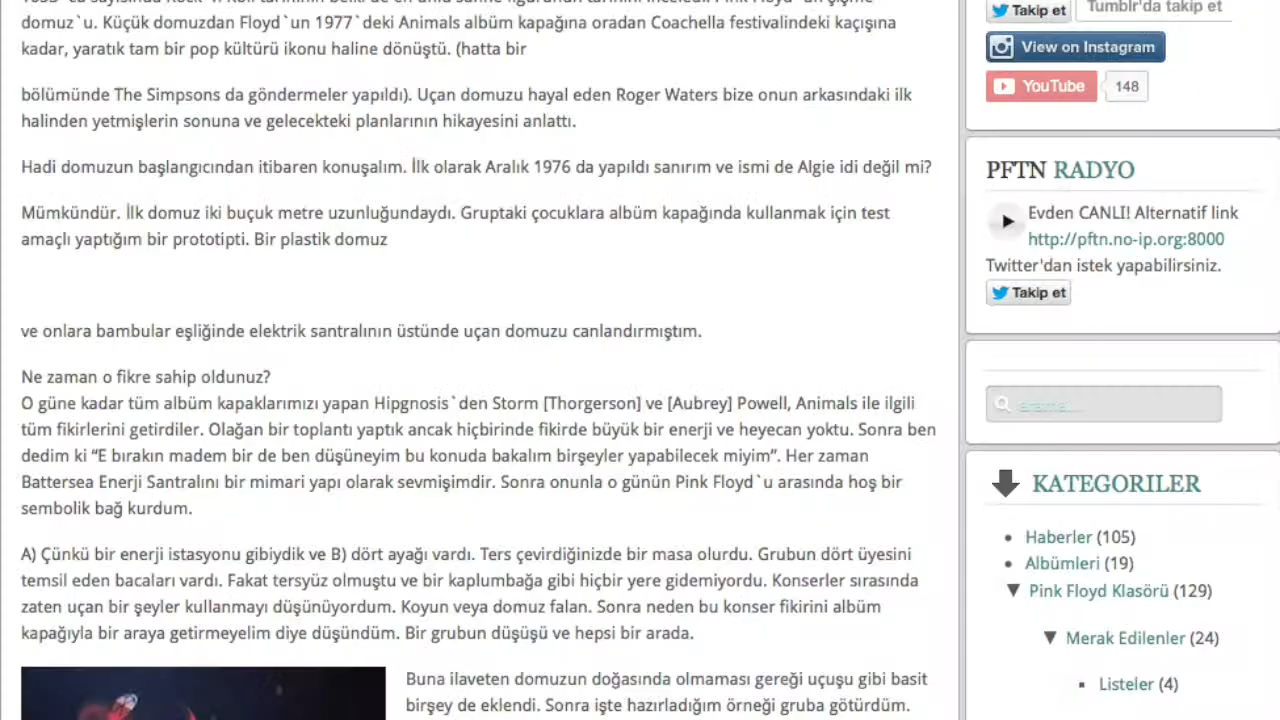 domuz`u. Küçük domuzdan Floyd`un 1977`deki Animals albüm kapağına oradan Coachella festivalindeki kaçışına
kadar, yaratık tam bir pop kültürü ikonu haline dönüştü. (hatta bir
bölümünde The Simpsons da göndermeler yapıldı). Uçan domuzu hayal eden Roger Waters bize onun arkasındaki ilk
halinden yetmişlerin sonuna ve gelecekteki planlarının hikayesini anlattı.
Hadi domuzun başlangıcından itibaren konuşalım. İlk olarak Aralık 1976 da yapıldı sanırım ve ismi de Algie idi değil mi?
Mümkündür. İlk domuz iki buçuk metre uzunluğundaydı. Gruptaki çocuklara albüm kapağında kullanmak için test
amaçlı yaptığım bir prototipti. Bir plastik domuz
ve onlara bambular eşliğinde elektrik santralının üstünde uçan domuzu canlandırmıştım.
Ne zaman o fikre sahip oldunuz?
O güne kadar tüm albüm kapaklarımızı yapan Hipgnosis`den Storm [Thorgerson] ve [Aubrey] Powell, Animals ile ilgili
tüm fikirlerini getirdiler. Olağan bir toplantı yaptık ancak hiçbirinde fikirde büyük bir enerji ve heyecan yoktu. Sonra ben
dedim ki “E bırakın madem bir de ben düşüneyim bu konuda bakalım birşeyler yapabilecek miyim”. Her zaman
Battersea Enerji Santralını bir mimari yapı olarak sevmişimdir. Sonra onunla o günün Pink Floyd`u arasında hoş bir
sembolik bağ kurdum.
A) Çünkü bir enerji istasyonu gibiydik ve B) dört ayağı vardı. Ters çevirdiğinizde bir masa olurdu. Grubun dört üyesini
temsil eden bacaları vardı. Fakat tersyüz olmuştu ve bir kaplumbağa gibi hiçbir yere gidemiyordu. Konserler sırasında
zaten uçan bir şeyler kullanmayı düşünüyordum. Koyun veya domuz falan. Sonra neden bu konser fikirini albüm
kapağıyla bir araya getirmeyelim diye düşündüm. Bir grubun düşüşü ve hepsi bir arada.
Buna ilaveten domuzun doğasında olmaması gereği uçuşu gibi basit
birşey de eklendi. Sonra işte hazırladığım örneği gruba götürdüm.
Takip et
Tumblr'da takip et
View on Instagram
YouTube 148
PFTN RADYO
Evden CANLI! Alternatif link
http://pftn.no-ip.org:8000
Twitter'dan istek yapabilirsiniz.
Takip et
KATEGORILER
Haberler (105)
Albümleri (19)
Pink Floyd Klasörü (129)
Merak Edilenler (24)
Listeler (4)